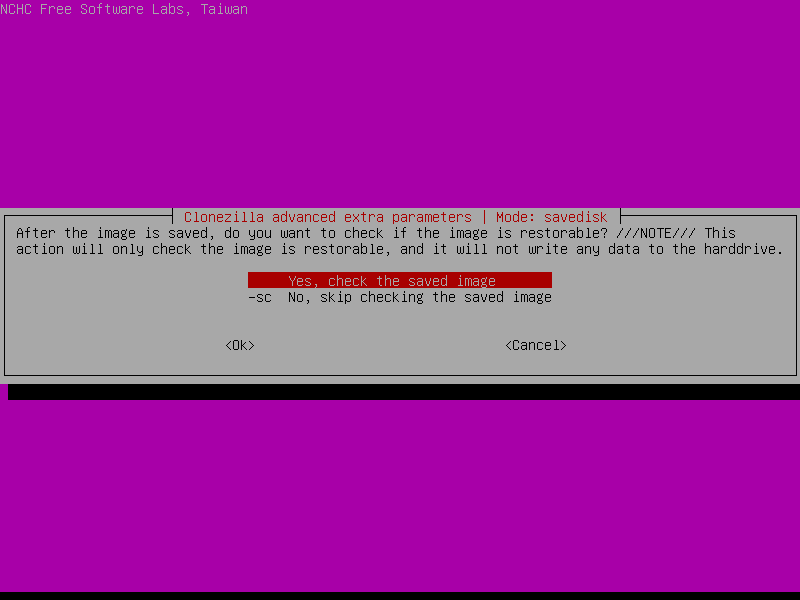 NCHC Free Software Labs, Taiwan
Clonezilla advanced extra parameters | Mode: savedisk
After the image is saved, do you want to check if the image is restorable? ///NOTE/// This
action will only check the image is restorable, and it will not write any data to the harddrive.
Yes, check the saved image
-sc  No, skip checking the saved image
<Ok> <Cancel>